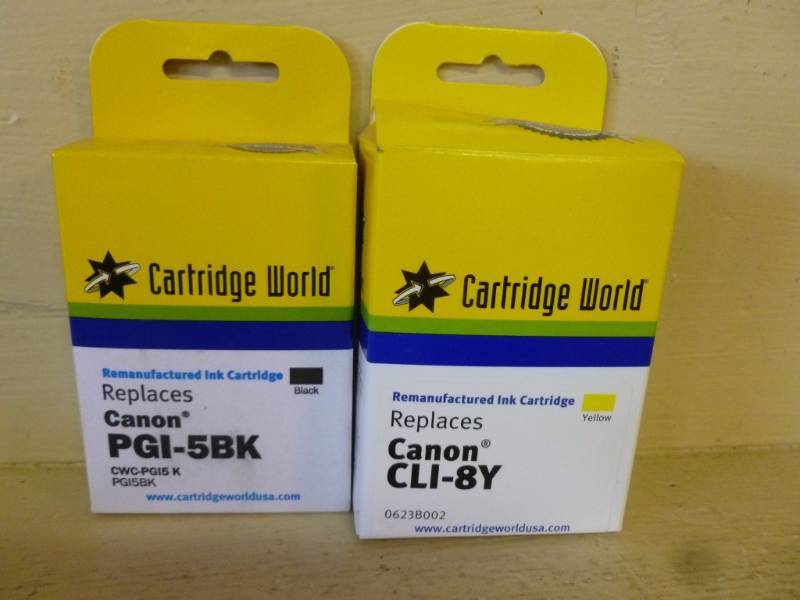 Cartridge World
Remanufactured Ink Cartridge
Black
Replaces
Canon®
PGI-5BK
CWC-PGI5 K
PGI5BK
www.cartridgeworldusa.com
Cartridge World
Remanufactured Ink Cartridge
Yellow
Replaces
Canon®
CLI-8Y
0623B002
www.cartridgeworldusa.com